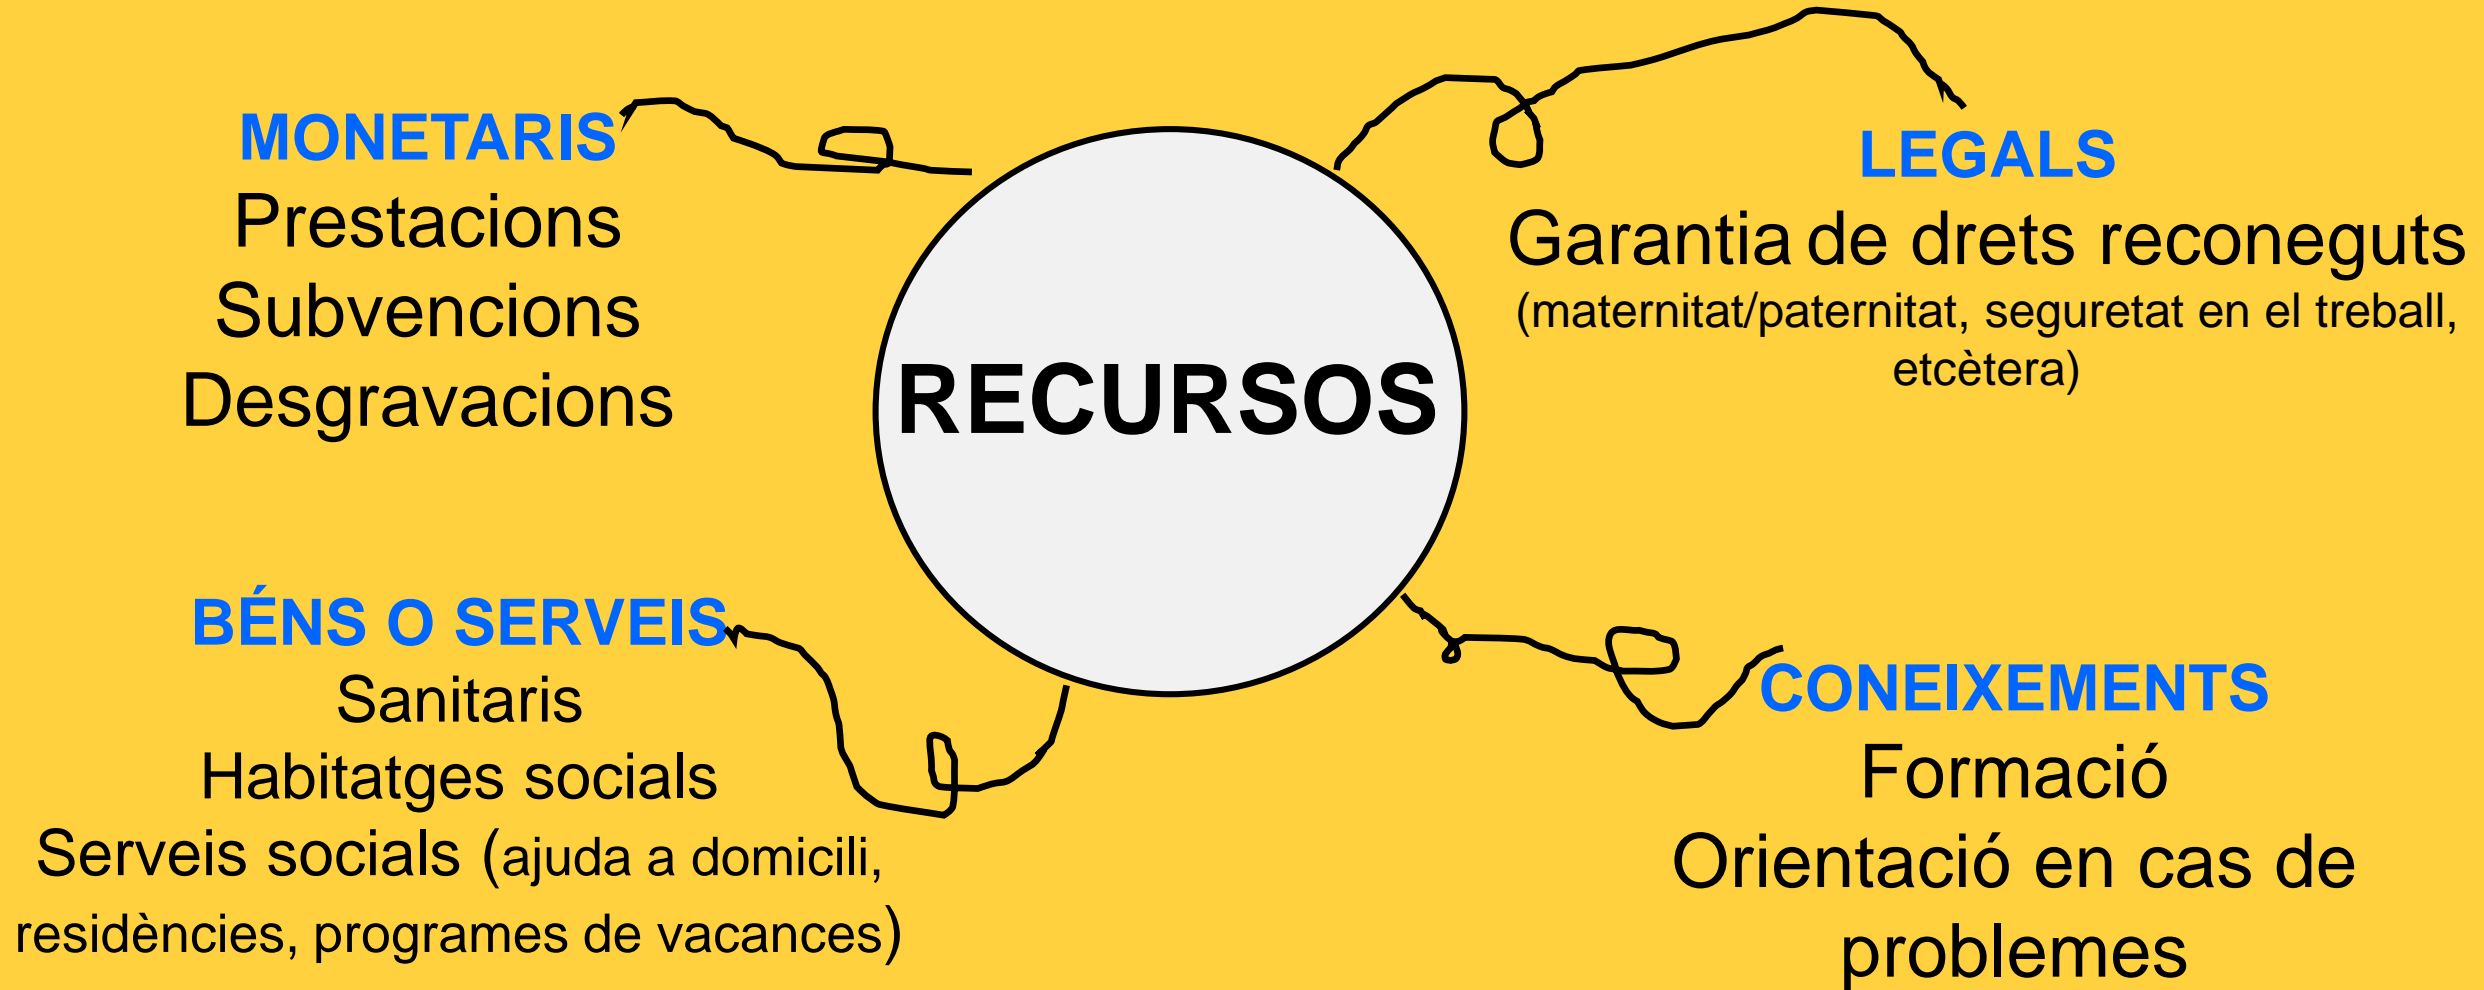 MONETARIS
Prestacions
Subvencions
Desgravacions
LEGALS
Garantia de drets reconeguts
(maternitat/paternitat, seguretat en el treball,
etcètera)
RECURSOS
BÉNS O SERVEIS
Sanitaris
Habitatges socials
Serveis socials (ajuda a domicili,
residències, programes de vacances)
CONEIXEMENTS
Formació
Orientació en cas de
problemes